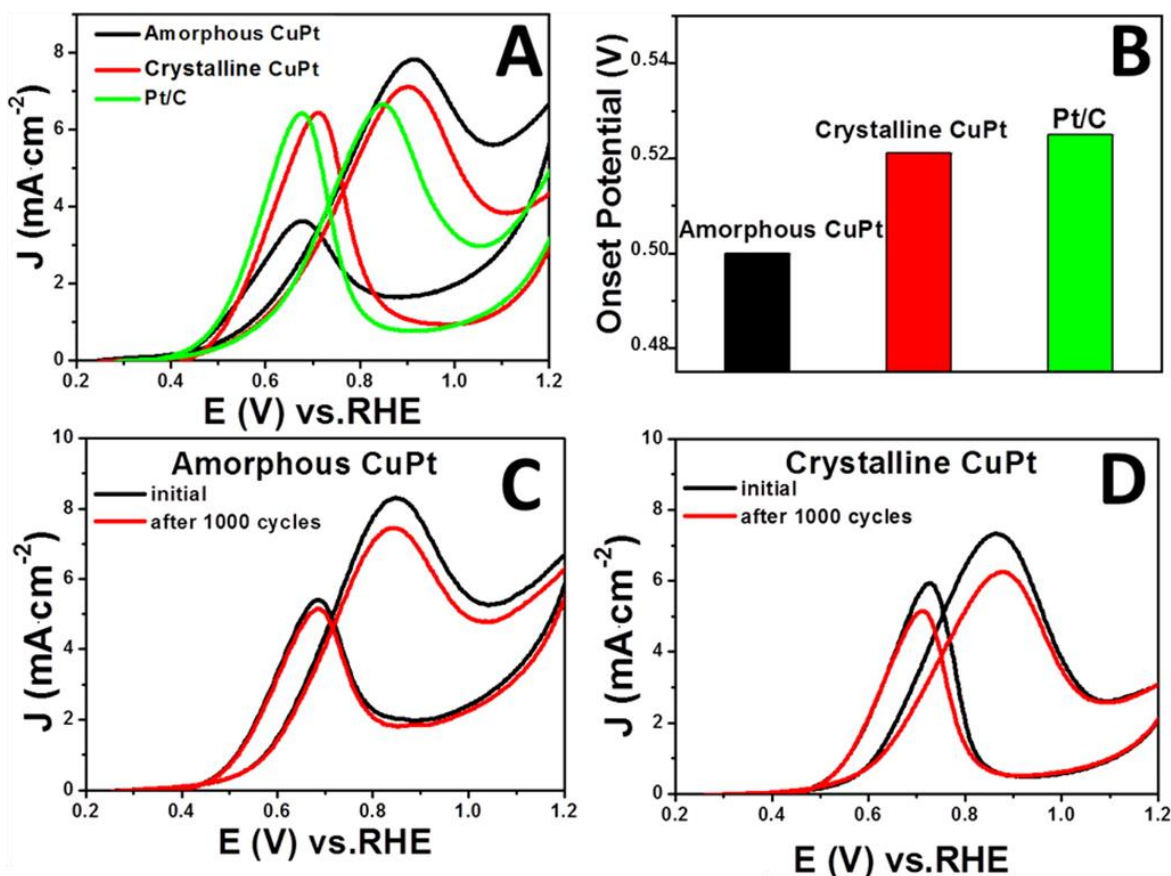 A
Amorphous CuPt
Crystalline CuPt
Pt/C
J (mA·cm-2)
8
6
4
2
0
0.2 0.4 0.6 0.8 1.0 1.2
E (V) vs.RHE
B
Onset Potential (V)
0.54
0.52
0.50
0.48
Amorphous CuPt
Crystalline CuPt
Pt/C
C
Amorphous CuPt
initial
after 1000 cycles
J (mA·cm-2)
10
8
6
4
2
0
0.2 0.4 0.6 0.8 1.0 1.2
E (V) vs.RHE
D
Crystalline CuPt
initial
after 1000 cycles
J (mA·cm-2)
10
8
6
4
2
0
0.2 0.4 0.6 0.8 1.0 1.2
E (V) vs.RHE